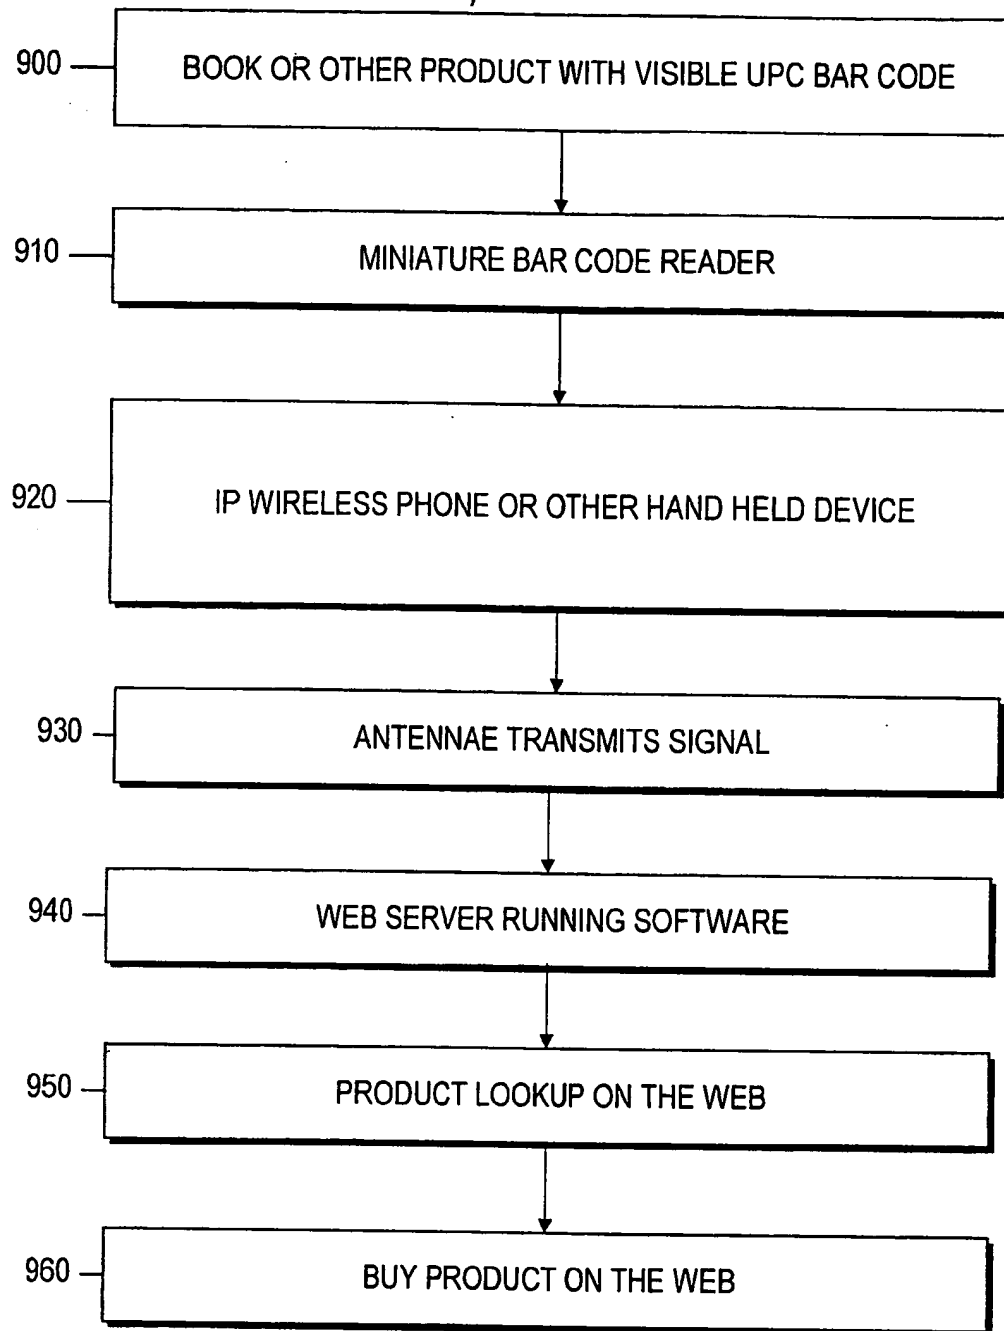 900 BOOK OR OTHER PRODUCT WITH VISIBLE UPC BAR CODE
910 MINIATURE BAR CODE READER
920 IP WIRELESS PHONE OR OTHER HAND HELD DEVICE
930 ANTENNAE TRANSMITS SIGNAL
940 WEB SERVER RUNNING SOFTWARE
950 PRODUCT LOOKUP ON THE WEB
960 BUY PRODUCT ON THE WEB